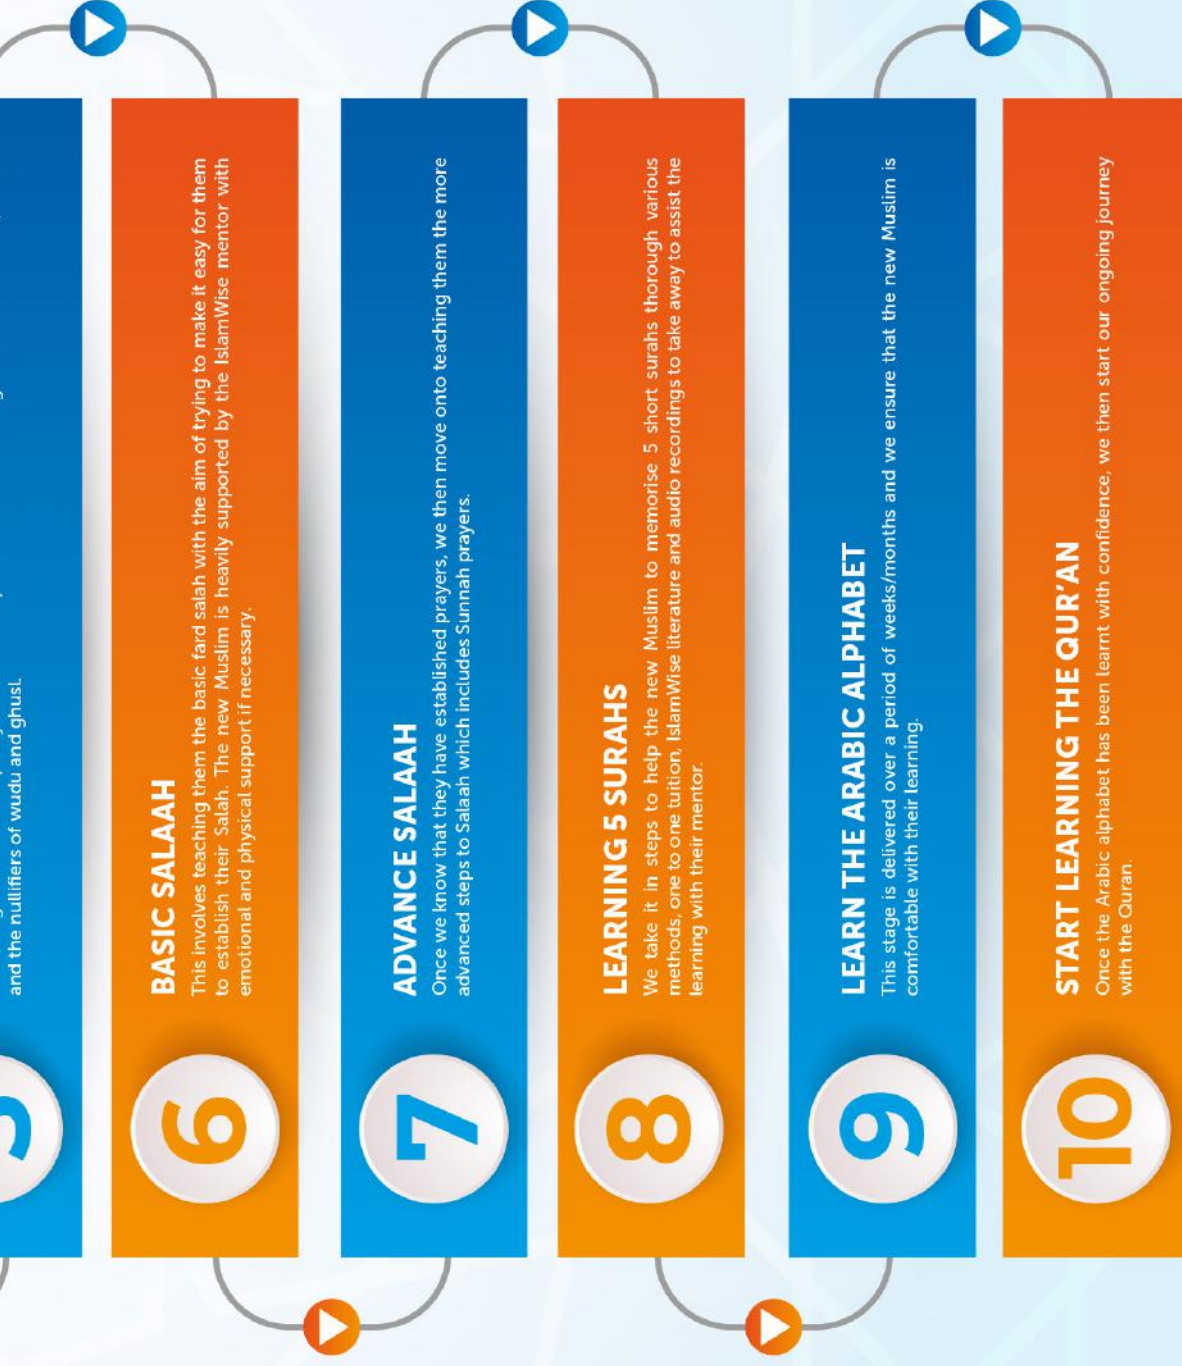 5
and the nullifiers of wudu and ghusl.
6
BASIC SALAAH
This involves teaching them the basic fard salah with the aim of trying to make it easy for them
to establish their Salah. The new Muslim is heavily supported by the IslamWise mentor with
emotional and physical support if necessary.
7
ADVANCE SALAAH
Once we know that they have established prayers, we then move onto teaching them the more
advanced steps to Salaah which includes Sunnah prayers.
8
LEARNING 5 SURAHS
We take it in steps to help the new Muslim to memorise 5 short surahs thorough various
methods, one to one tuition, IslamWise literature and audio recordings to take away to assist the
learning with their mentor.
9
LEARN THE ARABIC ALPHABET
This stage is delivered over a period of weeks/months and we ensure that the new Muslim is
comfortable with their learning.
10
START LEARNING THE QUR'AN
Once the Arabic alphabet has been learnt with confidence, we then start our ongoing journey
with the Quran.